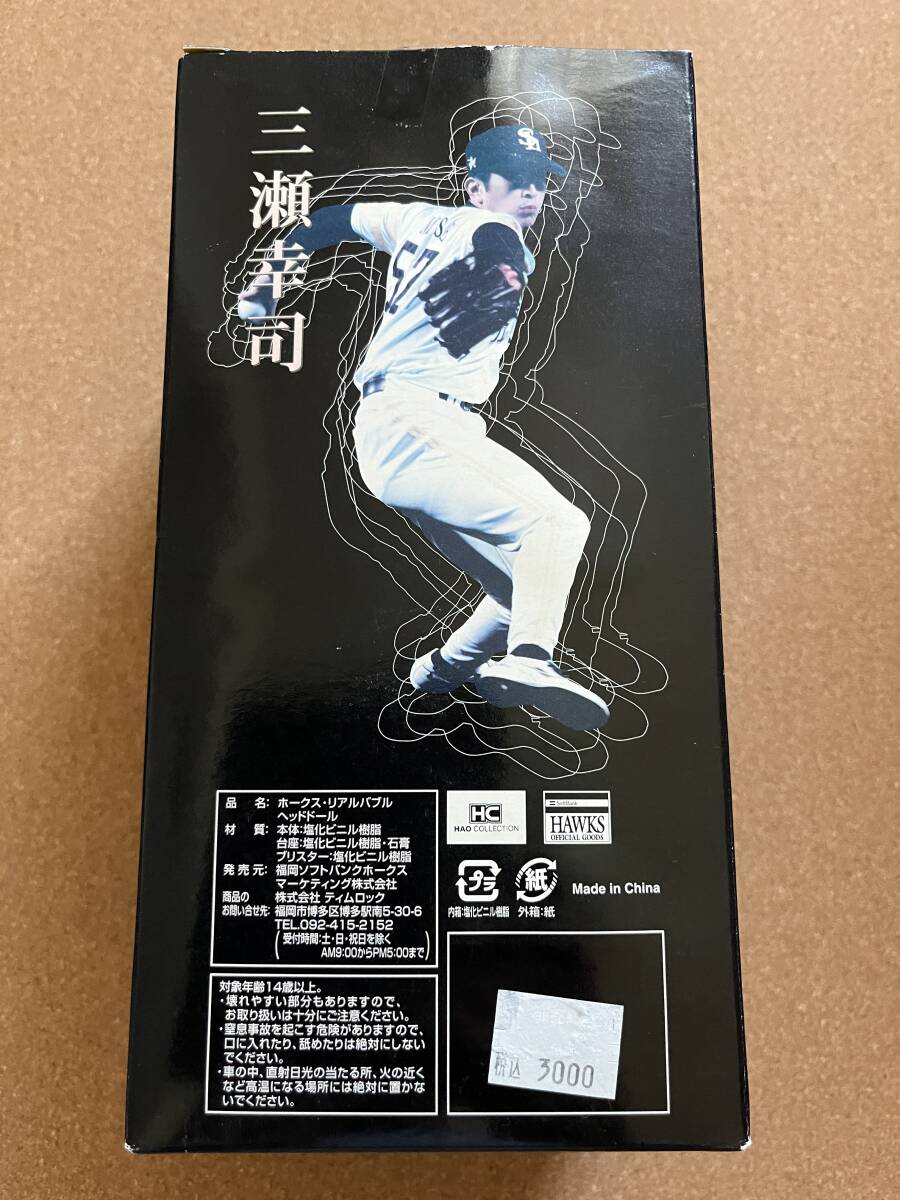 三瀬幸司
SH
57
品 名:ホークス・リアルバブル
ヘッドドール
材 質:本体:塩化ビニル樹脂
台座:塩化ビニル樹脂・石膏
ブリスター:塩化ビニル樹脂
発 売 元:福岡ソフトバンクホークス
マーケティング株式会社
商品の
お問い合せ先:
株式会社 ティムロック
福岡市博多区博多駅南5-30-6
TEL.092-415-2152
(受付時間:土・日・祝日を除く
AM9:00からPM5:00まで)
HC
HAO COLLECTION
SoftBank
HAWKS
OFFICIAL GOODS
プラ
内箱:塩化ビニル樹脂
紙
外箱:紙
Made in China
対象年齢14歳以上。
・壊れやすい部分もありますので、
お取り扱いは十分にご注意ください。
・窒息事故を起こす危険がありますので、
口に入れたり、舐めたりは絶対にしない
でください。
・車の中、直射日光の当たる所、火の近く
など高温になる場所には絶対に置かな
いでください。
税込 3000